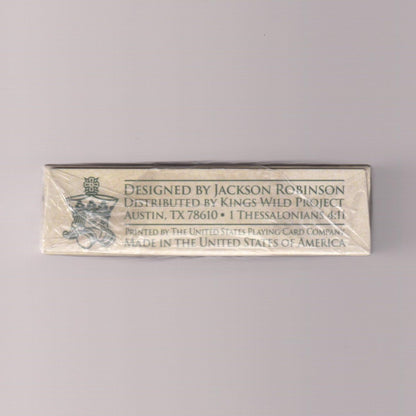 DESIGNED BY JACKSON ROBINSON
DISTRIBUTED BY KINGS WILD PROJECT
AUSTIN, TX 78610 • 1 THESSALONIANS 4:11
PRINTED BY THE UNITED STATES PLAYING CARD COMPANY
MADE IN THE UNITED STATES OF AMERICA